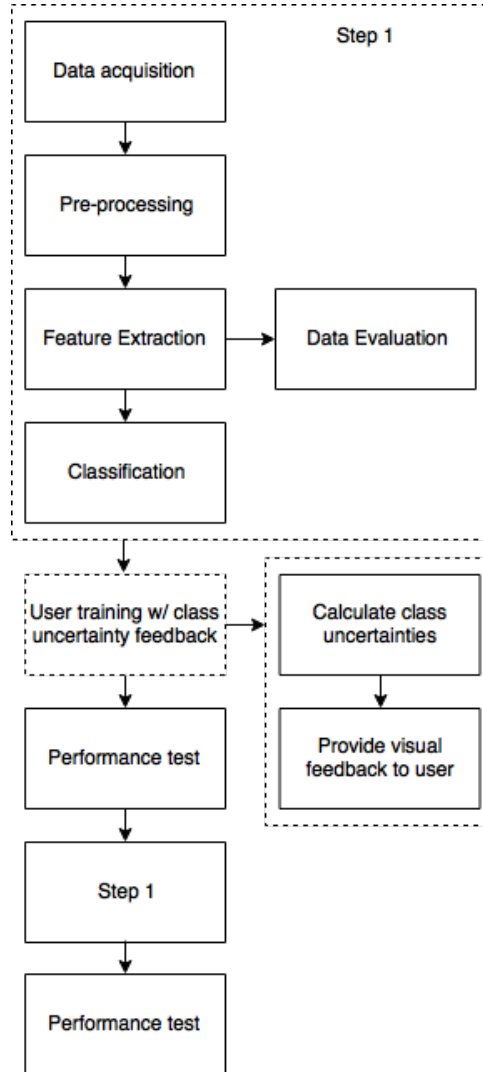 Step 1
Data acquisition
Pre-processing
Feature Extraction
Data Evaluation
Classification
User training w/ class
uncertainty feedback
Calculate class
uncertainties
Performance test
Provide visual
feedback to user
Step 1
Performance test